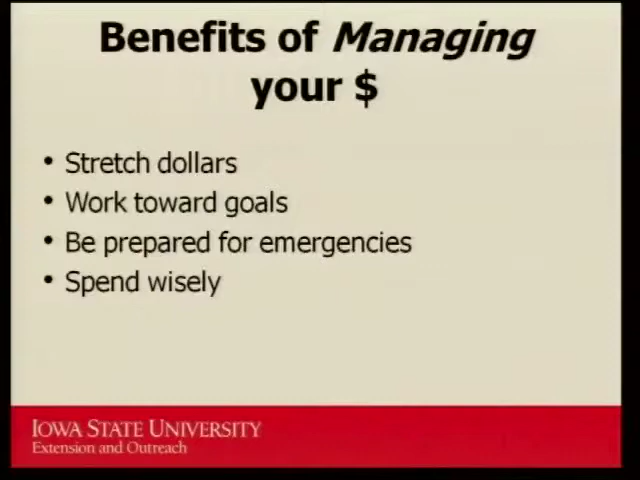 Benefits of Managing
your $
• Stretch dollars
• Work toward goals
• Be prepared for emergencies
• Spend wisely
IOWA STATE UNIVERSITY
Extension and Outreach